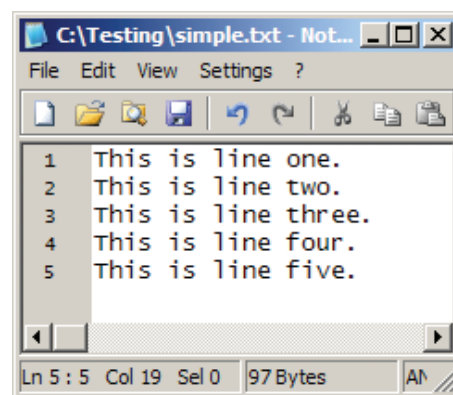 C:\Testing\simple.txt - Not...
File Edit View Settings ?
1 This is line one.
2 This is line two.
3 This is line three.
4 This is line four.
5 This is line five.
Ln 5 : 5 Col 19 Sel 0 97 Bytes